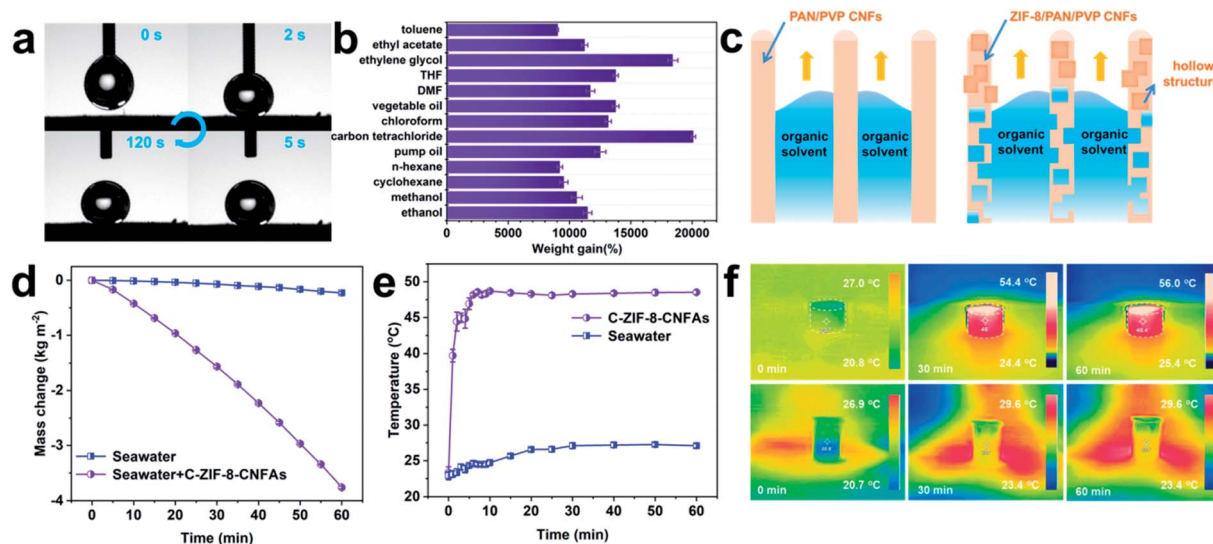 a
0 s
2 s
120 s
5 s
b
toluene
ethyl acetate
ethylene glycol
THF
DMF
vegetable oil
chloroform
carbon tetrachloride
pump oil
n-hexane
cyclohexane
methanol
ethanol
0 5000 10000 15000 20000
Weight gain(%)
c
PAN/PVP CNFs
ZIF-8/PAN/PVP CNFs
hollow
structure
organic
solvent
organic
solvent
organic
solvent
organic
solvent
d
Mass change (kg m-2)
0
-1
-2
-3
-4
Seawater
Seawater+C-ZIF-8-CNFAs
0 10 20 30 40 50 60
Time (min)
e
Temperature (°C)
55
50
45
40
35
30
25
20
C-ZIF-8-CNFAs
Seawater
0 10 20 30 40 50 60
Time (min)
f
27.0 °C
20.8 °C
0 min
54.4 °C
24.4 °C
30 min
56.0 °C
25.4 °C
60 min
26.9 °C
20.7 °C
0 min
29.6 °C
23.4 °C
30 min
29.6 °C
23.4 °C
60 min